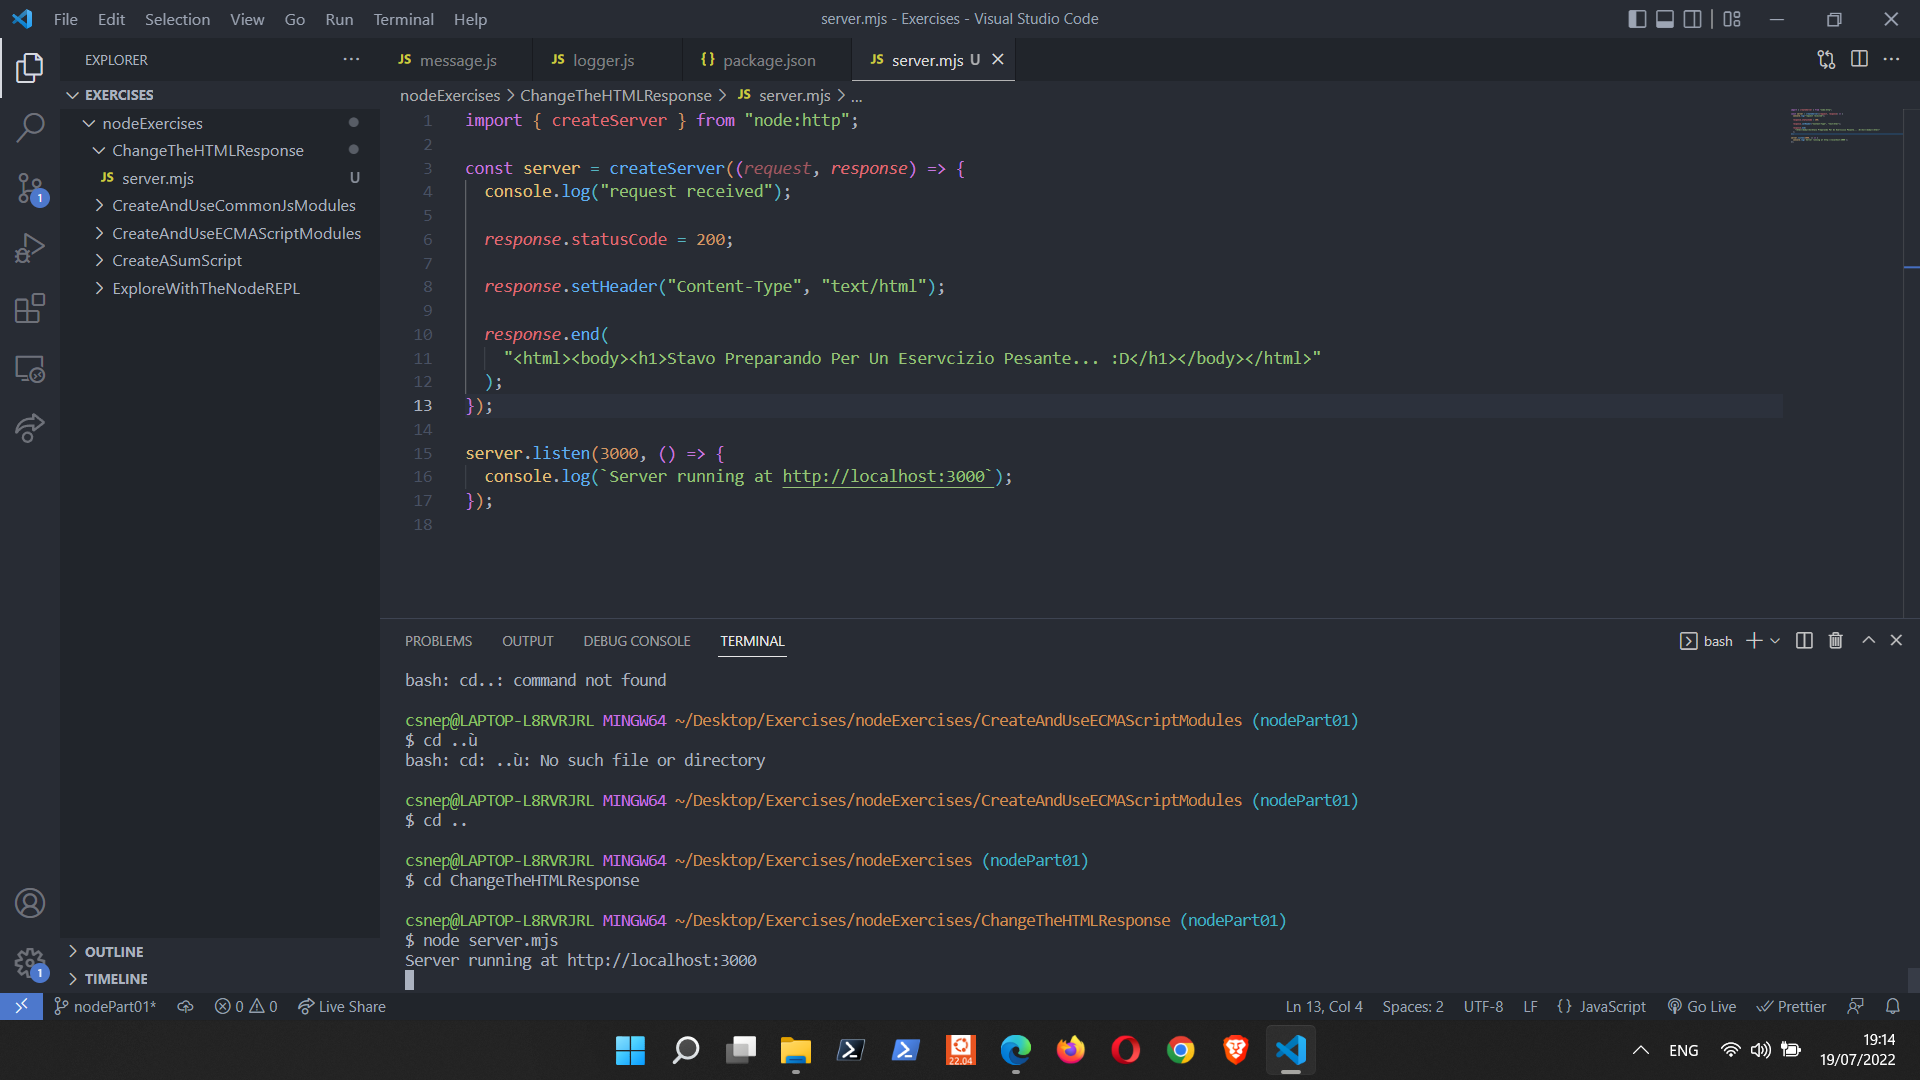 File Edit Selection View Go Run Terminal Help
server.mjs - Exercises - Visual Studio Code
EXPLORER
EXERCISES
nodeExercises
ChangeTheHTMLResponse
JS server.mjs U
CreateAndUseCommonJsModules
CreateAndUseECMAScriptModules
CreateASumScript
ExploreWithTheNodeREPL
OUTLINE
TIMELINE
JS message.js JS logger.js {} package.json JS server.mjs U
nodeExercises > ChangeTheHTMLResponse > JS server.mjs > ...
1 import { createServer } from "node:http";
2
3 const server = createServer((request, response) => {
4 console.log("request received");
5
6 response.statusCode = 200;
7
8 response.setHeader("Content-Type", "text/html");
9
10 response.end(
11 "<html><body><h1>Stavo Preparando Per Un Eservcizio Pesante... :D</h1></body></html>"
12 );
13 });
14
15 server.listen(3000, () => {
16 console.log(`Server running at http://localhost:3000`);
17 });
18
PROBLEMS OUTPUT DEBUG CONSOLE TERMINAL
bash
bash: cd..: command not found
csnep@LAPTOP-L8RVRJRL MINGW64 ~/Desktop/Exercises/nodeExercises/CreateAndUseECMAScriptModules (nodePart01)
$ cd ..ù
bash: cd: ..ù: No such file or directory
csnep@LAPTOP-L8RVRJRL MINGW64 ~/Desktop/Exercises/nodeExercises/CreateAndUseECMAScriptModules (nodePart01)
$ cd ..
csnep@LAPTOP-L8RVRJRL MINGW64 ~/Desktop/Exercises/nodeExercises (nodePart01)
$ cd ChangeTheHTMLResponse
csnep@LAPTOP-L8RVRJRL MINGW64 ~/Desktop/Exercises/nodeExercises/ChangeTheHTMLResponse (nodePart01)
$ node server.mjs
Server running at http://localhost:3000
1
1
nodePart01* 0 0 Live Share
Ln 13, Col 4 Spaces: 2 UTF-8 LF {} JavaScript Go Live Prettier
22.04
ENG
19:14
19/07/2022